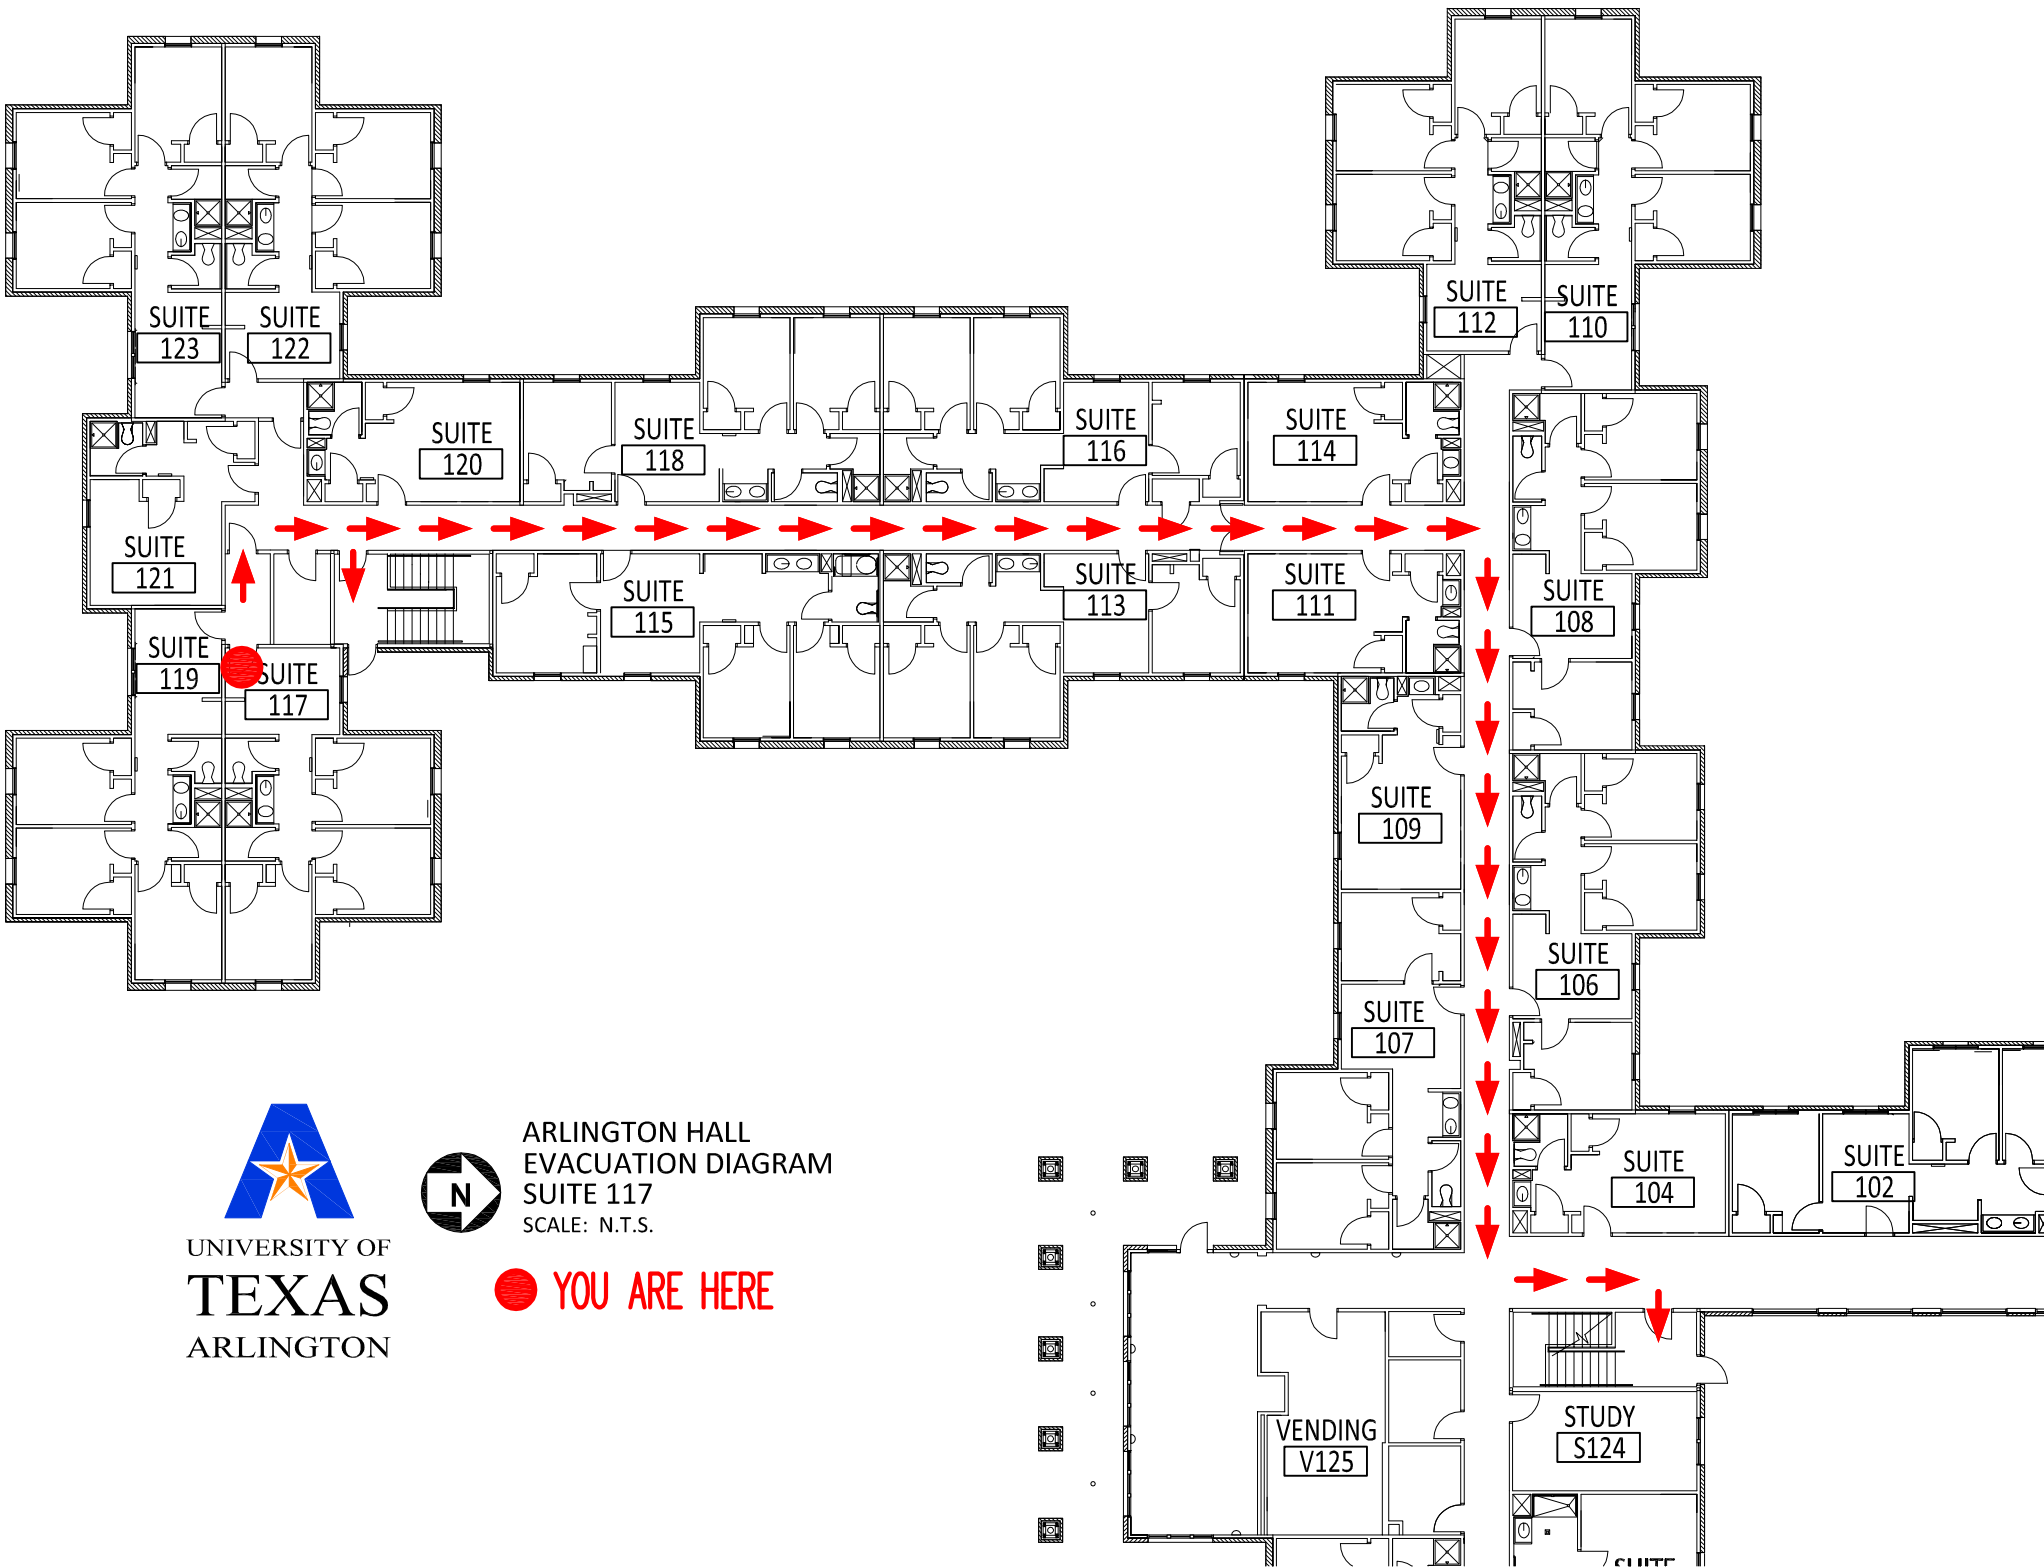 SUITE
123
SUITE
122
SUITE
112
SUITE
110
SUITE
120
SUITE
118
SUITE
116
SUITE
114
SUITE
121
SUITE
115
SUITE
113
SUITE
111
SUITE
108
SUITE
119
SUITE
117
SUITE
109
SUITE
106
SUITE
107
SUITE
104
SUITE
102
ARLINGTON HALL
EVACUATION DIAGRAM
SUITE 117
SCALE: N.T.S.
N
UNIVERSITY OF
TEXAS
ARLINGTON
YOU ARE HERE
VENDING
V125
STUDY
S124
SUITE